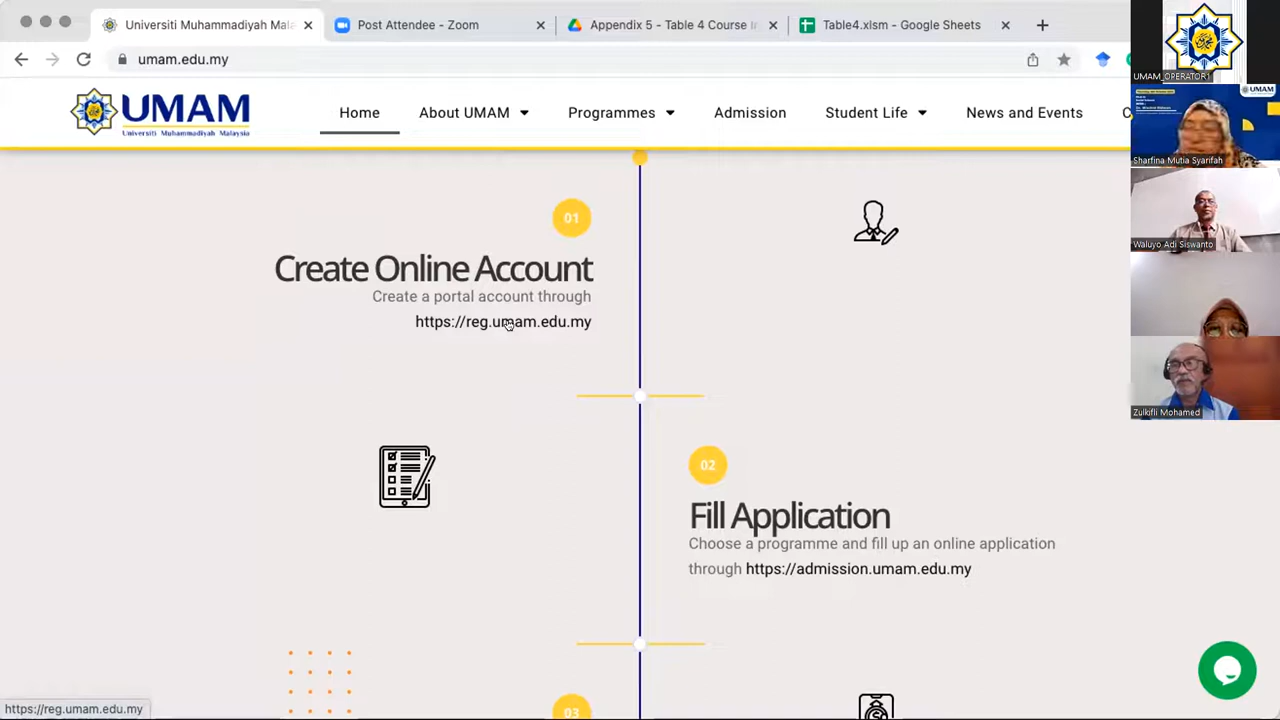 Universiti Muhammadiyah Mala
Post Attendee - Zoom
Appendix 5 - Table 4 Course I
Table4.xlsm - Google Sheets
umam.edu.my
UMAM
Universiti Muhammadiyah Malaysia
Home
About UMAM
Programmes
Admission
Student Life
News and Events
C
UMAM_OPERATOR1
UMAM
Sharfina Mutia Syarifah
Waluyo Adi Siswanto
Zulkifli Mohamed
01
Create Online Account
Create a portal account through
https://reg.umam.edu.my
02
Fill Application
Choose a programme and fill up an online application
through https://admission.umam.edu.my
03
https://reg.umam.edu.my